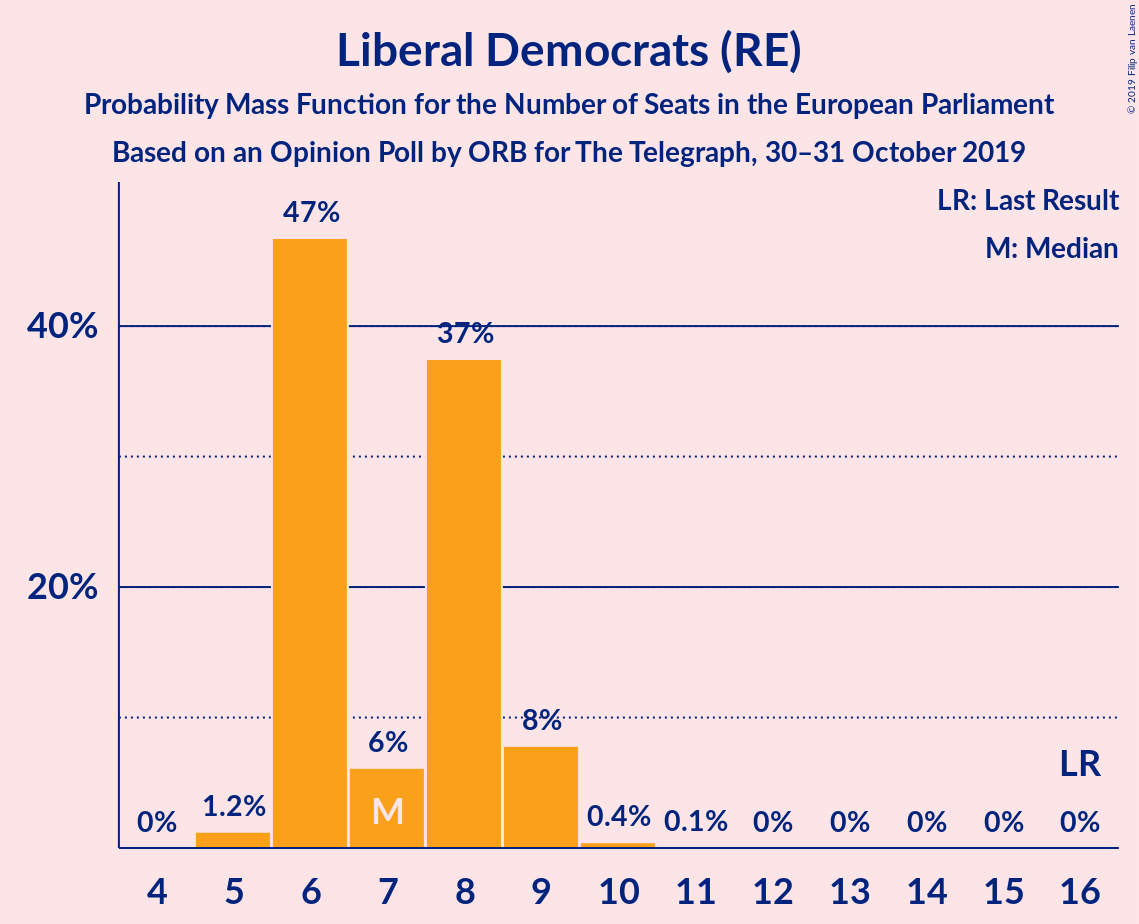 Liberal Democrats (RE)
Probability Mass Function for the Number of Seats in the European Parliament
Based on an Opinion Poll by ORB for The Telegraph, 30–31 October 2019
© 2019 Filip van Laenen
LR: Last Result
M: Median
47%
40%
37%
20%
8%
6%
LR
M
0% 1.2% 0.4% 0.1% 0% 0% 0% 0% 0%
4 5 6 7 8 9 10 11 12 13 14 15 16